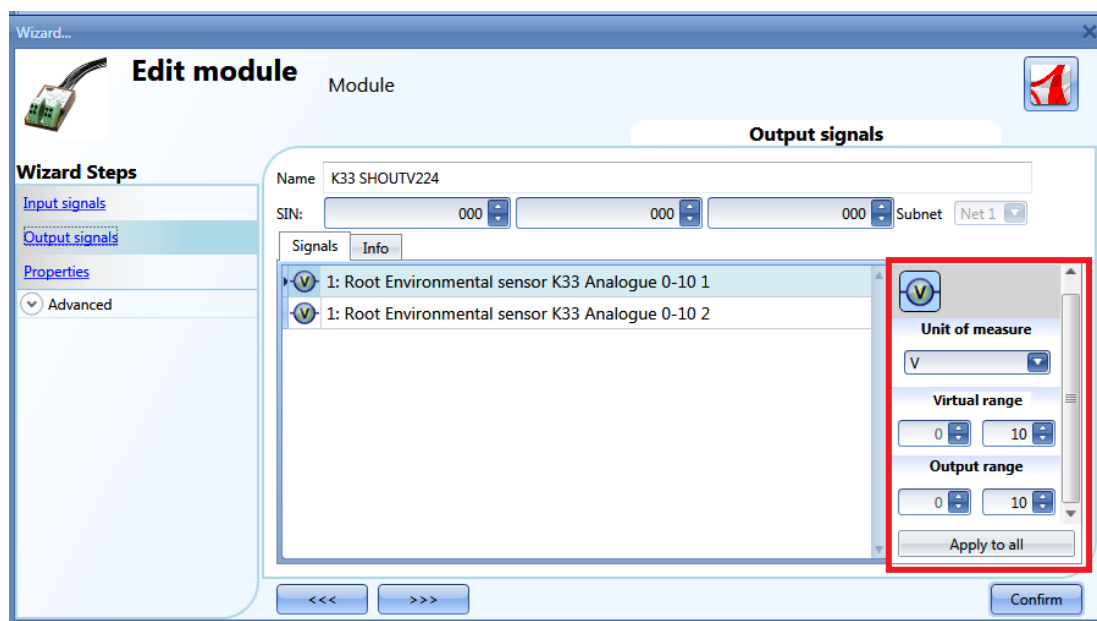 Wizard...
Edit module
Module
Output signals
Wizard Steps
Input signals
Output signals
Properties
Advanced
Name K33 SHOUTV224
SIN: 000 000 000 Subnet Net 1
Signals Info
V 1: Root Environmental sensor K33 Analogue 0-10 1
V 1: Root Environmental sensor K33 Analogue 0-10 2
V
Unit of measure
V
Virtual range
0 10
Output range
0 10
Apply to all
<<< >>>
Confirm